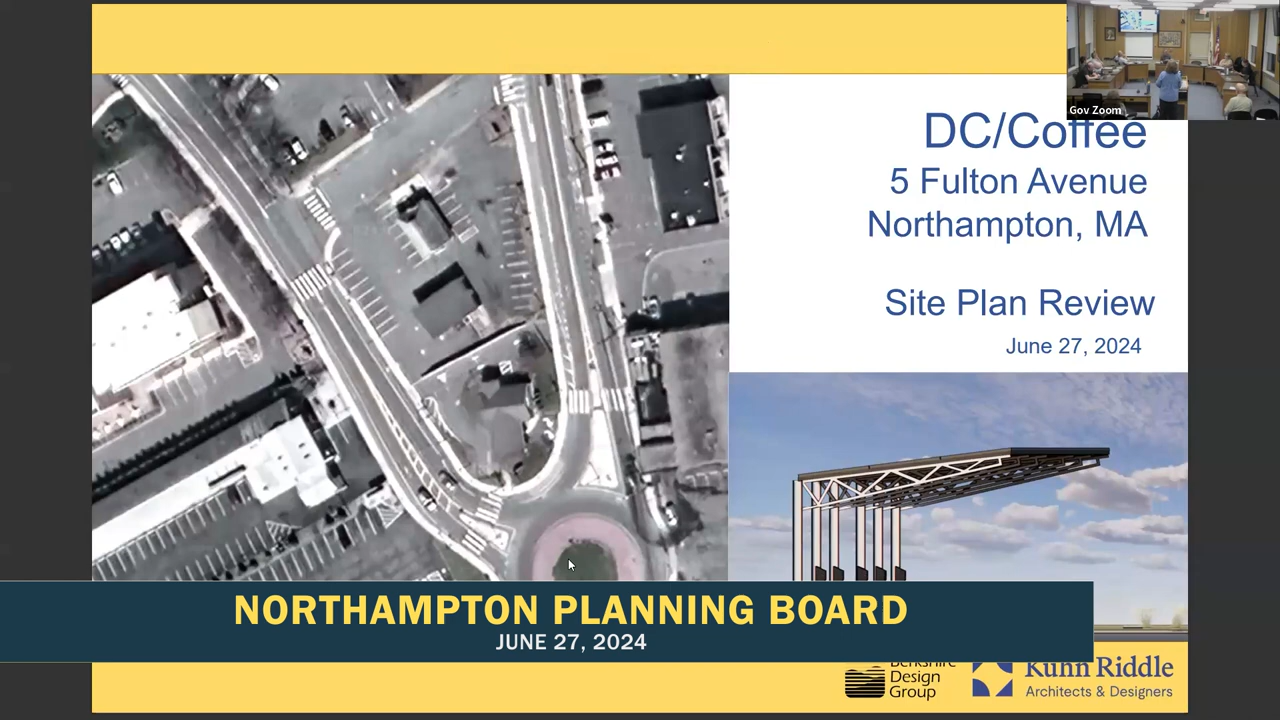 Gov Zoom
DC/Coffee
5 Fulton Avenue
Northampton, MA
Site Plan Review
June 27, 2024
NORTHAMPTON PLANNING BOARD
JUNE 27, 2024
Berkshire
Design
Group
Kuhn Riddle
Architects & Designers